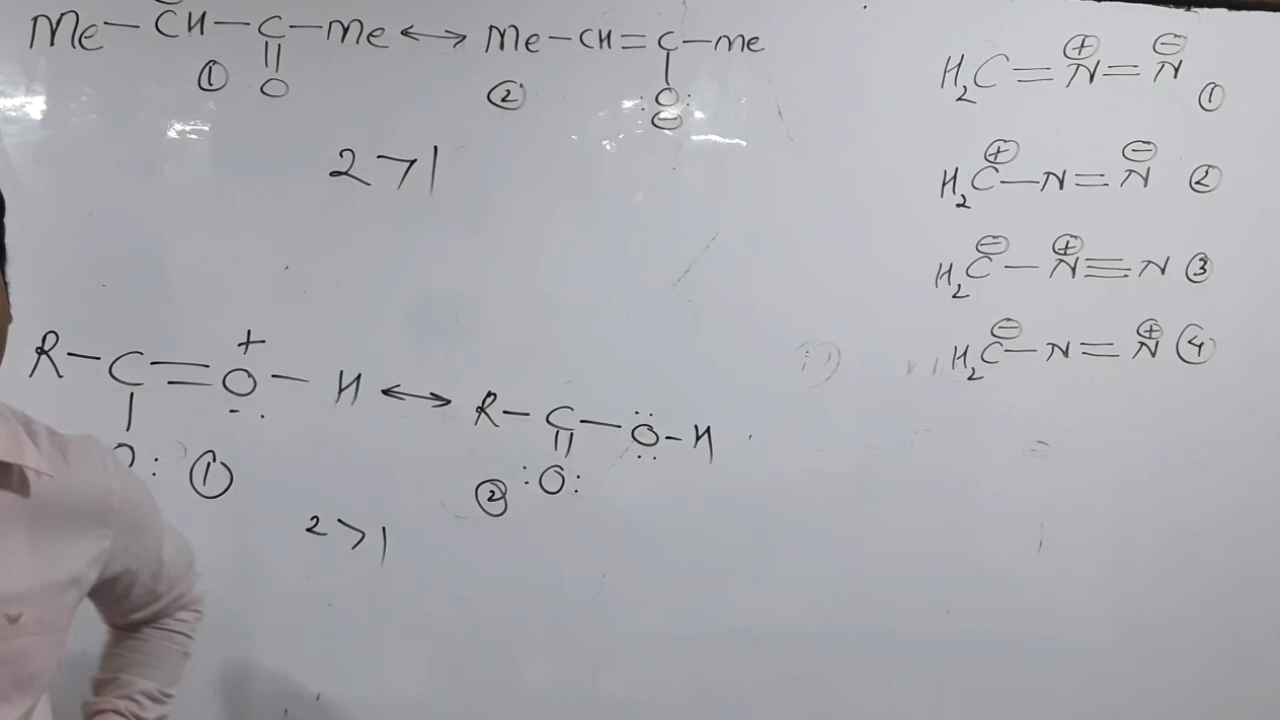 Me—CH—C—Me ↔ Me—CH=C—Me
|| |
① O ② :O:
⊖
2 > 1
R—C=O—H ↔ R—C—O—H
+
| ||
: ① ② :O:
2 > 1
H₂C=N⊕=N⊖ ①
H₂C⊕—N=N⊖ ②
H₂C⊖—N⊕≡N ③
H₂C⊖—N=N⊕ ④